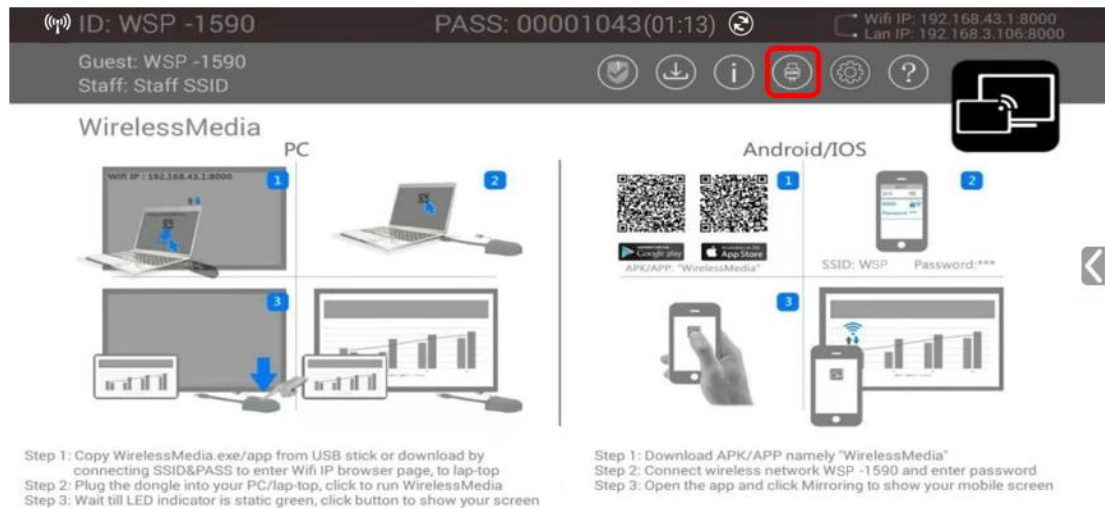 ID: WSP -1590
PASS: 00001043(01:13)
Wifi IP: 192.168.43.1:8000
Lan IP: 192.168.3.106:8000
Guest: WSP -1590
Staff: Staff SSID
WirelessMedia
PC
Wifi IP : 192.168.43.1:8000
1
2
3
Android/IOS
1
Google play
App Store
APK/APP: "WirelessMedia"
2
SSID: WSP Password:***
3
Step 1: Copy WirelessMedia.exe/app from USB stick or download by
connecting SSID&PASS to enter Wifi IP browser page, to lap-top
Step 2: Plug the dongle into your PC/lap-top, click to run WirelessMedia
Step 3: Wait till LED indicator is static green, click button to show your screen
Step 1: Download APK/APP namely "WirelessMedia"
Step 2: Connect wireless network WSP -1590 and enter password
Step 3: Open the app and click Mirroring to show your mobile screen